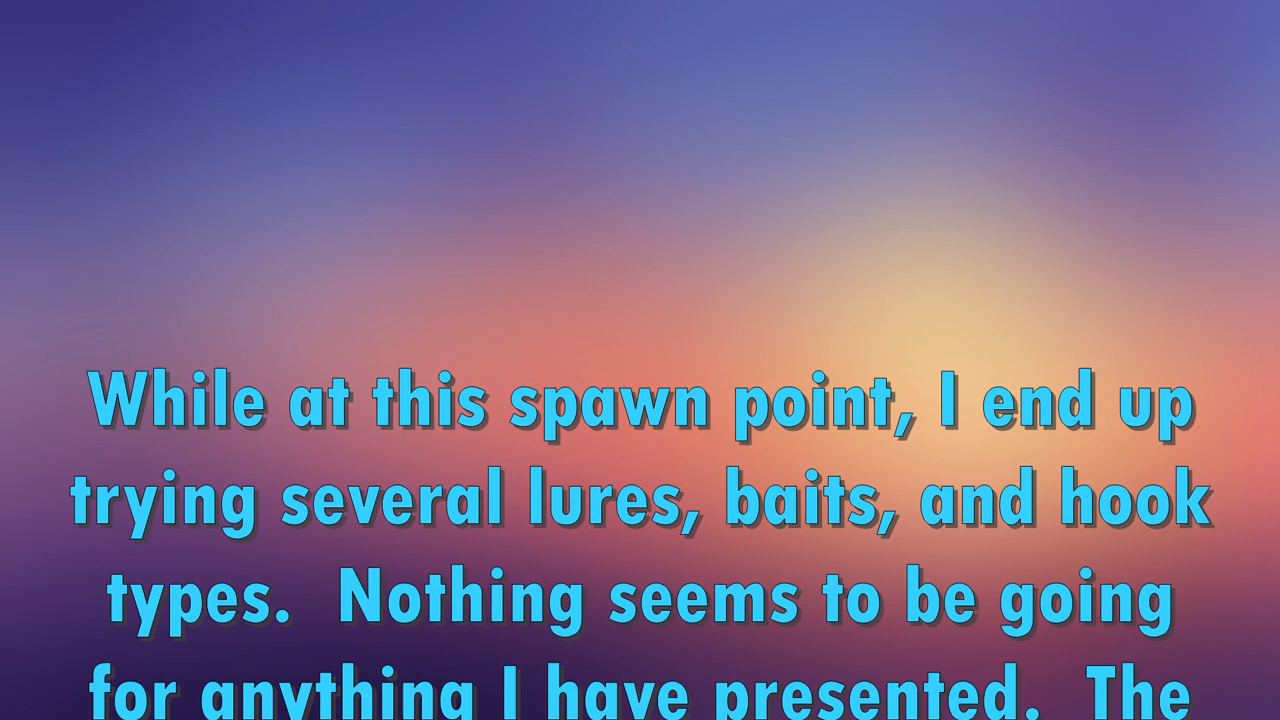 While at this spawn point, I end up
trying several lures, baits, and hook
types.  Nothing seems to be going
for anything I have presented.  The